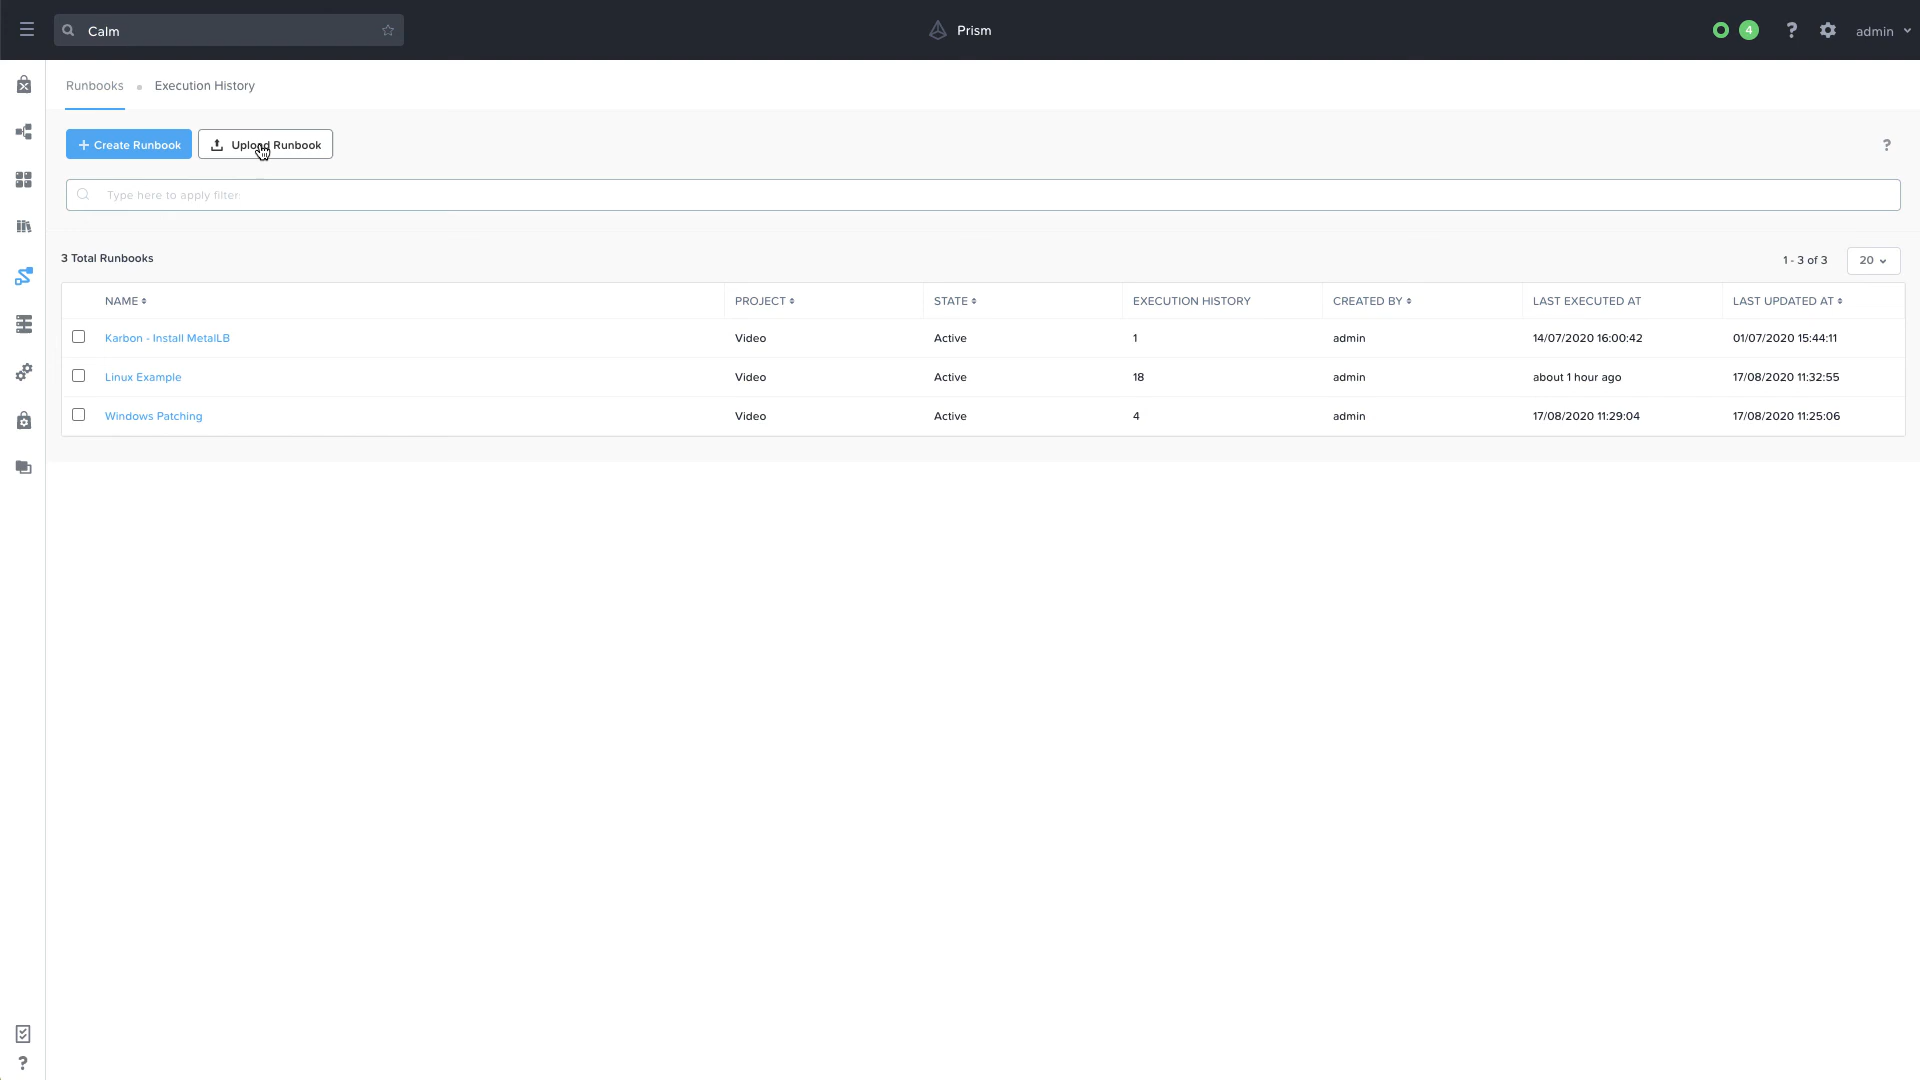 Calm
Prism
4
?
admin
Runbooks
Execution History
+ Create Runbook
Upload Runbook
?
Type here to apply filter
3 Total Runbooks
1 - 3 of 3
20
NAME PROJECT STATE EXECUTION HISTORY CREATED BY LAST EXECUTED AT LAST UPDATED AT
Karbon - Install MetalLB Video Active 1 admin 14/07/2020 16:00:42 01/07/2020 15:44:11
Linux Example Video Active 18 admin about 1 hour ago 17/08/2020 11:32:55
Windows Patching Video Active 4 admin 17/08/2020 11:29:04 17/08/2020 11:25:06
?